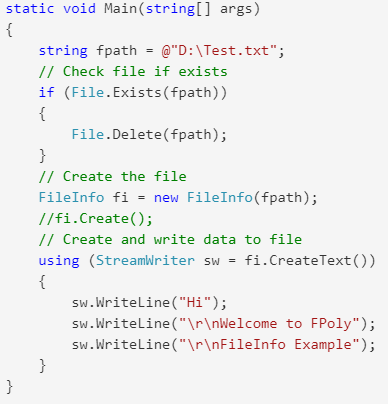 static void Main(string[] args)
{
    string fpath = @"D:\Test.txt";
    // Check file if exists
    if (File.Exists(fpath))
    {
        File.Delete(fpath);
    }
    // Create the file
    FileInfo fi = new FileInfo(fpath);
    //fi.Create();
    // Create and write data to file
    using (StreamWriter sw = fi.CreateText())
    {
        sw.WriteLine("Hi");
        sw.WriteLine("\r\nWelcome to FPoly");
        sw.WriteLine("\r\nFileInfo Example");
    }
}